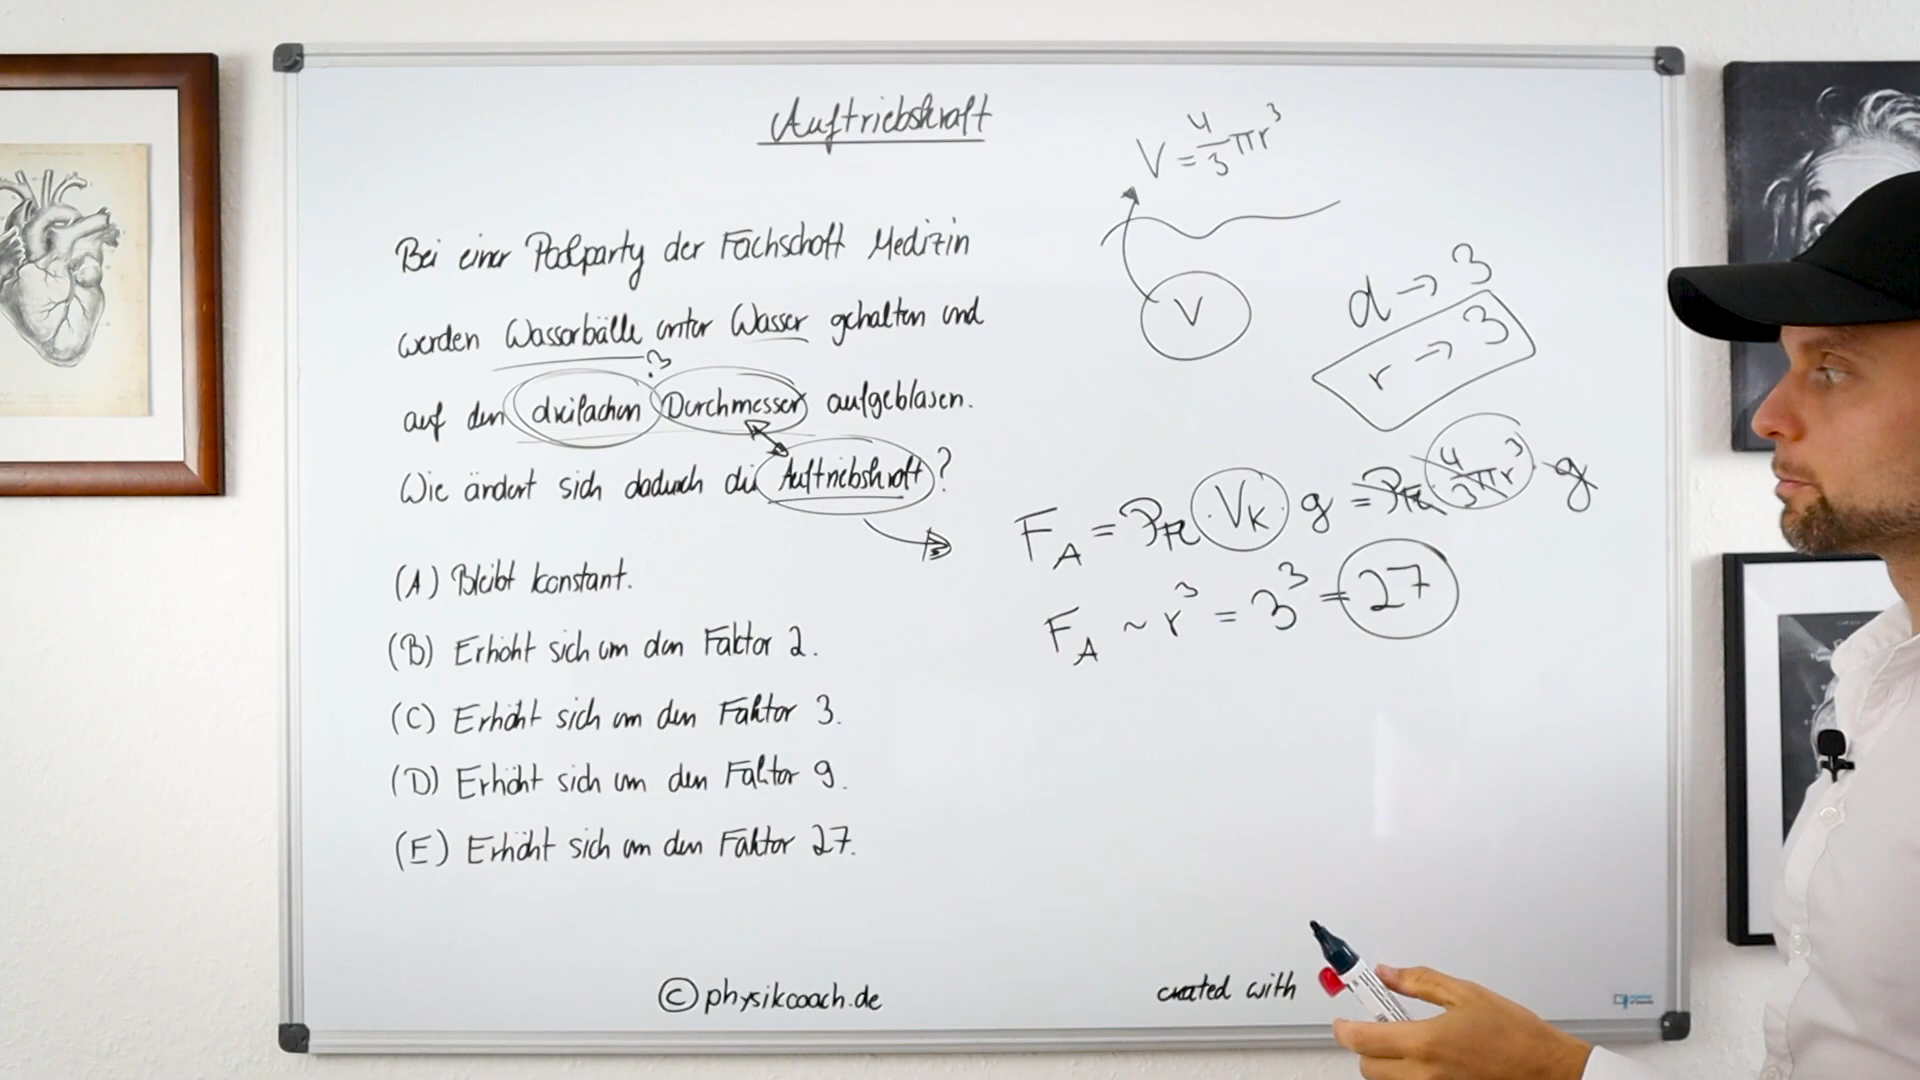 Auftriebskraft
Bei einer Poolparty der Fachschaft Medizin
werden Wasserbälle unter Wasser gehalten und
auf den dreifachen Durchmesser aufgeblasen.
·3
Wie ändert sich dadurch die Auftriebskraft?
(A) Bleibt konstant.
(B) Erhöht sich um den Faktor 2.
(C) Erhöht sich um den Faktor 3.
(D) Erhöht sich um den Faktor 9.
(E) Erhöht sich um den Faktor 27.
V = 4/3 πr³
V
d → 3
r → 3
F_A = ρ_Fl · V_K · g = ρ_Fl · 4/3 πr³ · g
F_A ~ r³ = 3³ = 27
© physikcoach.de
created with